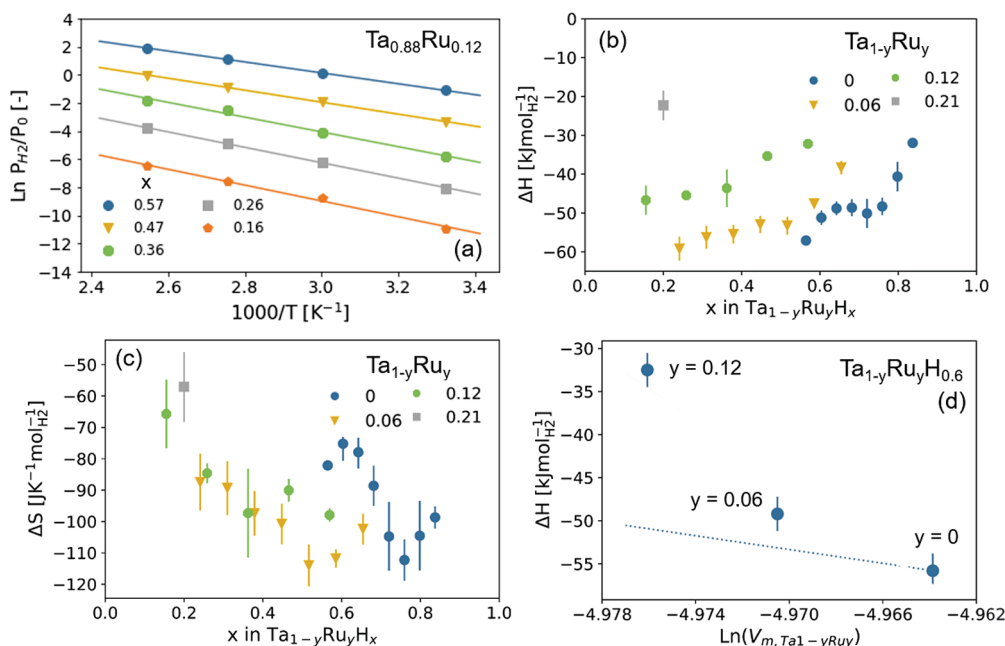 Ta0.88Ru0.12
Ln P_H2/P_0 [-]
4
2
0
−2
−4
−6
−8
−10
−12
−14
x
0.57
0.47
0.36
0.26
0.16
(a)
2.4 2.6 2.8 3.0 3.2 3.4
1000/T [K⁻¹]
(b)
Ta1-yRuy
0
0.06
0.12
0.21
ΔH [kJmol⁻¹_H2]
0
−10
−20
−30
−40
−50
−60
0.0 0.2 0.4 0.6 0.8 1.0
x in Ta1−yRuyHx
(c)
Ta1-yRuy
0
0.06
0.12
0.21
ΔS [JK⁻¹mol⁻¹_H2]
−50
−60
−70
−80
−90
−100
−110
−120
0.0 0.2 0.4 0.6 0.8 1.0
x in Ta1−yRuyHx
Ta1-yRuyH0.6
(d)
y = 0.12
y = 0.06
y = 0
ΔH [kJmol⁻¹_H2]
−30
−35
−40
−45
−50
−55
−4.978 −4.974 −4.970 −4.966 −4.962
Ln(Vm,Ta1−yRuy)